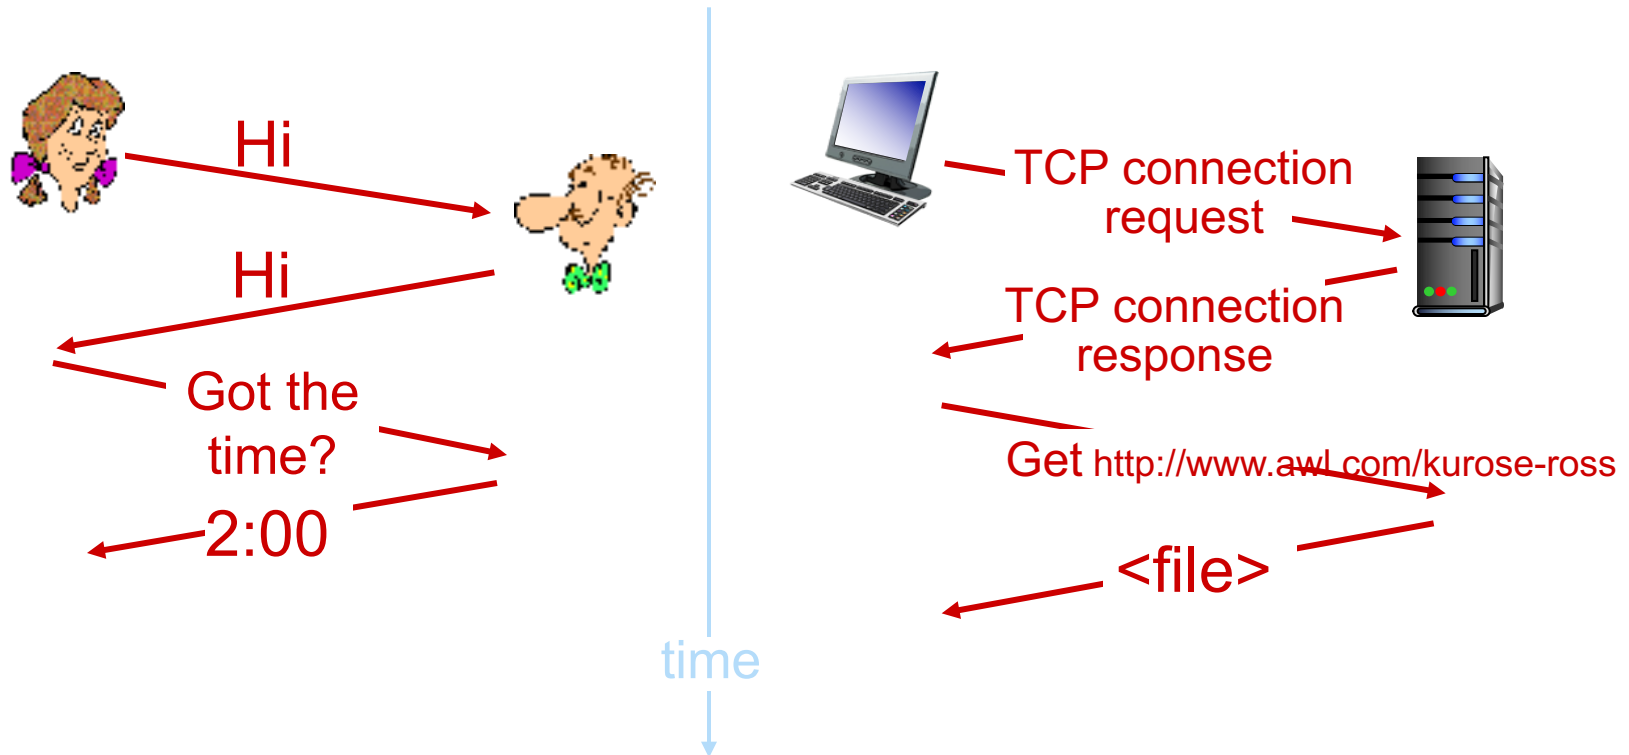 Hi
Hi
Got the
time?
2:00
time
TCP connection
request
TCP connection
response
Get http://www.awl.com/kurose-ross
<file>